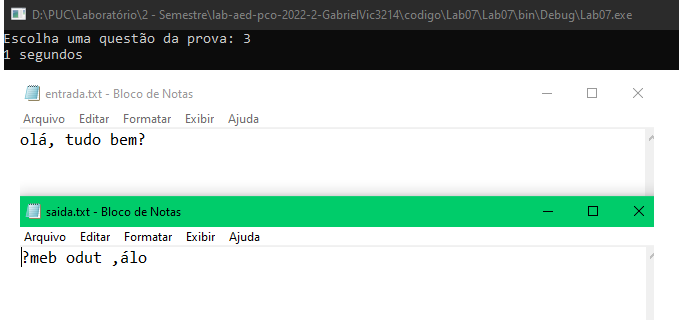 D:\PUC\Laboratório\2 - Semestre\lab-aed-pco-2022-2-GabrielVic3214\codigo\Lab07\Lab07\bin\Debug\Lab07.exe
Escolha uma questão da prova: 3
1 segundos
entrada.txt - Bloco de Notas
Arquivo Editar Formatar Exibir Ajuda
olá, tudo bem?
saida.txt - Bloco de Notas
Arquivo Editar Formatar Exibir Ajuda
?meb odut ,álo